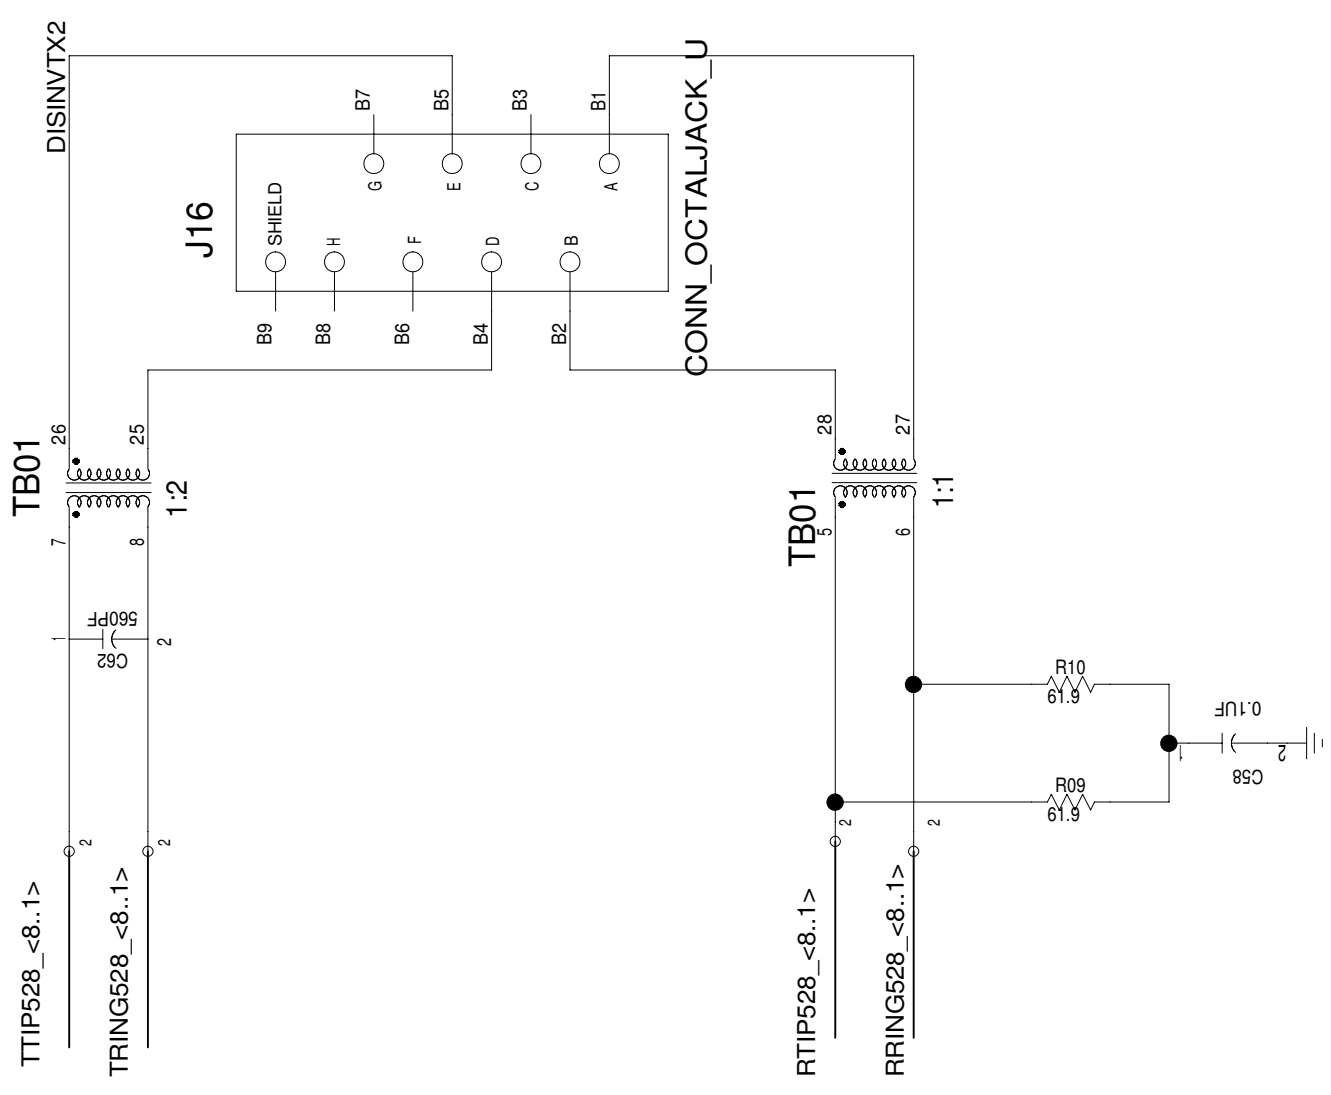 DISINVTX2
B7
B5
B3
B1
G
E
C
A
J16
SHIELD
H
F
D
B
CONN_OCTALJACK_U
B9
B8
B6
B4
B2
26
25
28
27
TB01
1:2
TB01
1:1
7
8
5
6
560PF
1
2
C62
R10
61.9
0.1UF
1
2
C58
R09
61.9
2
2
2
2
TTIP528_<8..1>
TRING528_<8..1>
RTIP528_<8..1>
RRING528_<8..1>